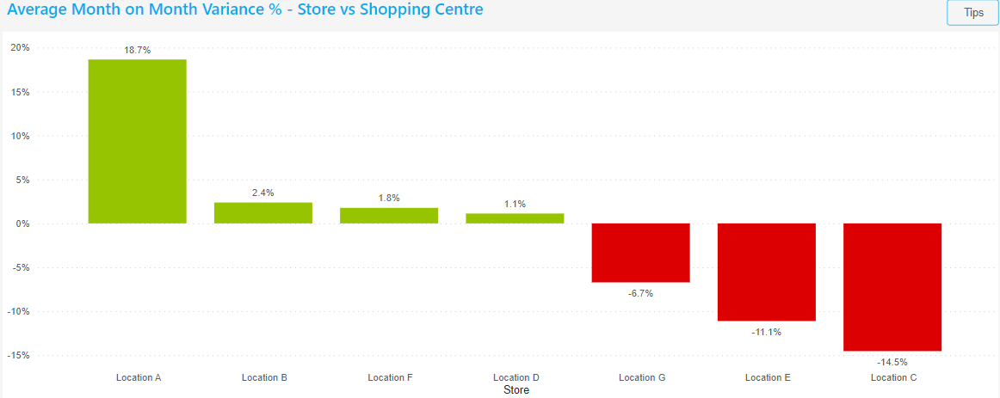 Average Month on Month Variance % - Store vs Shopping Centre
Tips
20%
15%
10%
5%
0%
-5%
-10%
-15%
18.7%
2.4%
1.8%
1.1%
-6.7%
-11.1%
-14.5%
Location A
Location B
Location F
Location D
Location G
Location E
Location C
Store